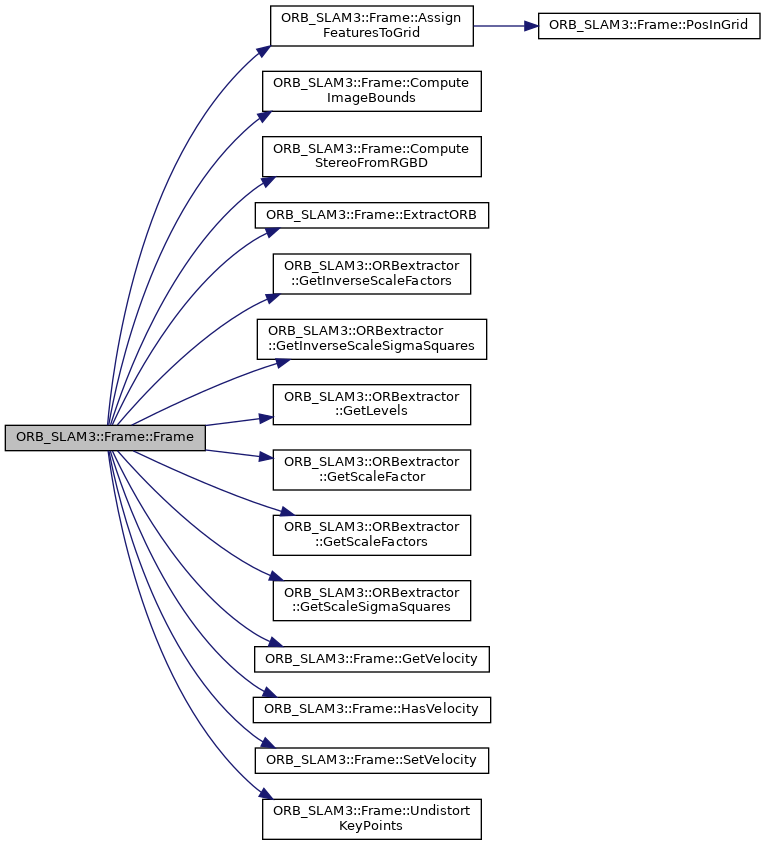 ORB_SLAM3::Frame::Assign
FeaturesToGrid
ORB_SLAM3::Frame::PosInGrid
ORB_SLAM3::Frame::Compute
ImageBounds
ORB_SLAM3::Frame::Compute
StereoFromRGBD
ORB_SLAM3::Frame::ExtractORB
ORB_SLAM3::ORBextractor
::GetInverseScaleFactors
ORB_SLAM3::ORBextractor
::GetInverseScaleSigmaSquares
ORB_SLAM3::ORBextractor
::GetLevels
ORB_SLAM3::Frame::Frame
ORB_SLAM3::ORBextractor
::GetScaleFactor
ORB_SLAM3::ORBextractor
::GetScaleFactors
ORB_SLAM3::ORBextractor
::GetScaleSigmaSquares
ORB_SLAM3::Frame::GetVelocity
ORB_SLAM3::Frame::HasVelocity
ORB_SLAM3::Frame::SetVelocity
ORB_SLAM3::Frame::Undistort
KeyPoints